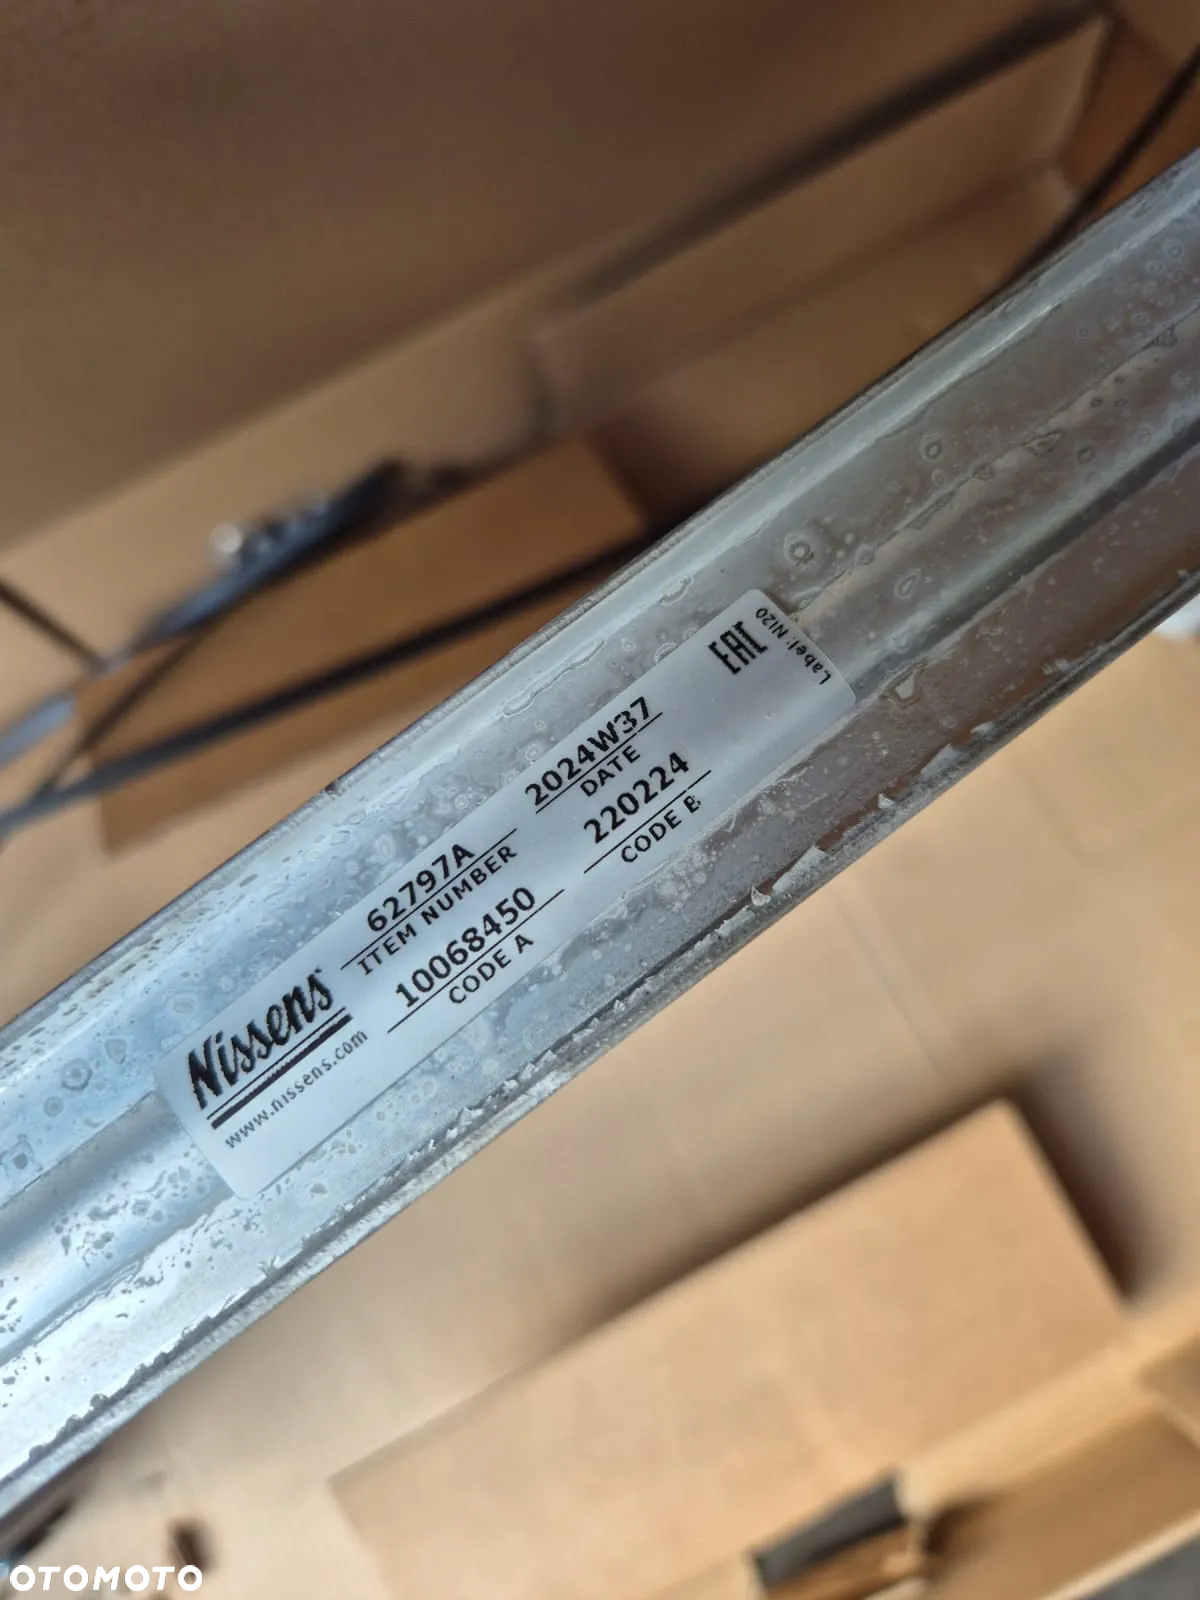 Nissens
www.nissens.com
62797A
ITEM NUMBER
10068450
CODE A
2024W37
DATE
220224
CODE B
EAC
Label: NI20
OTOMOTO